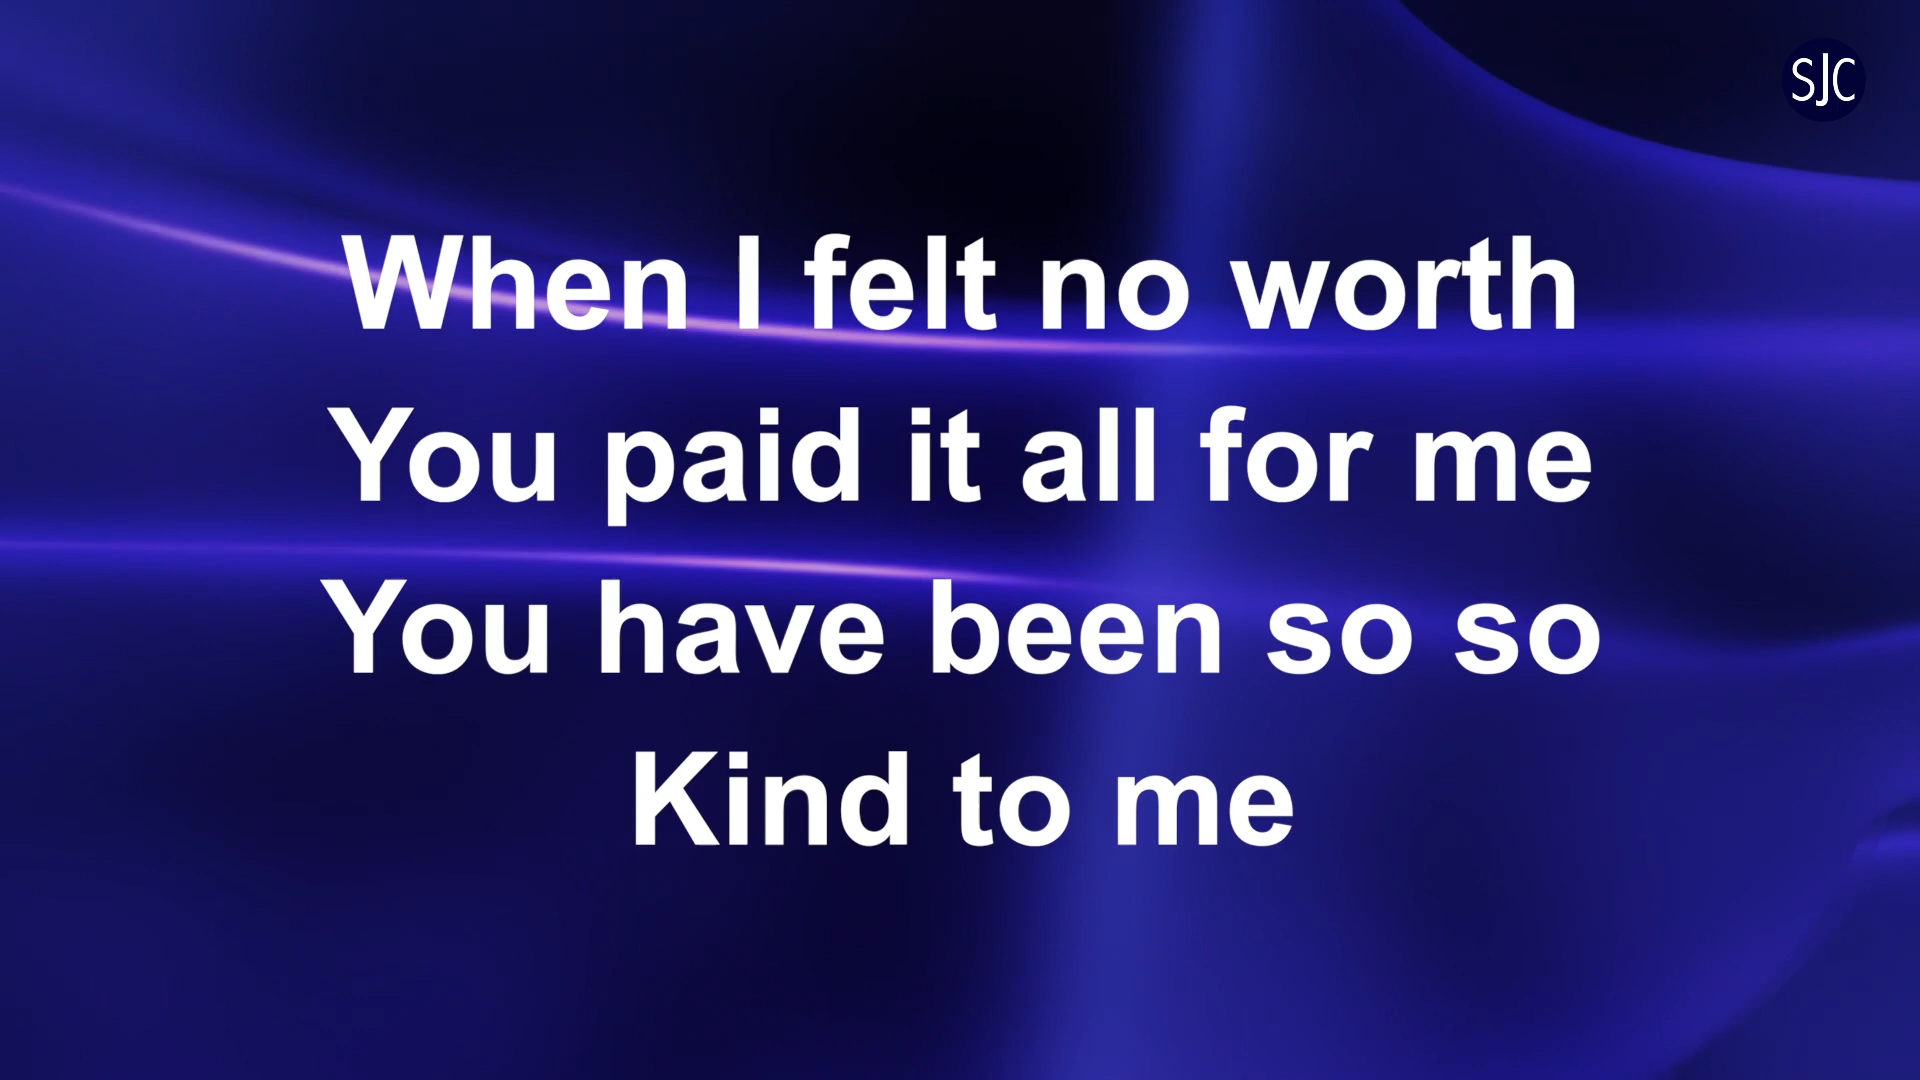 SJC
When I felt no worth
You paid it all for me
You have been so so
Kind to me